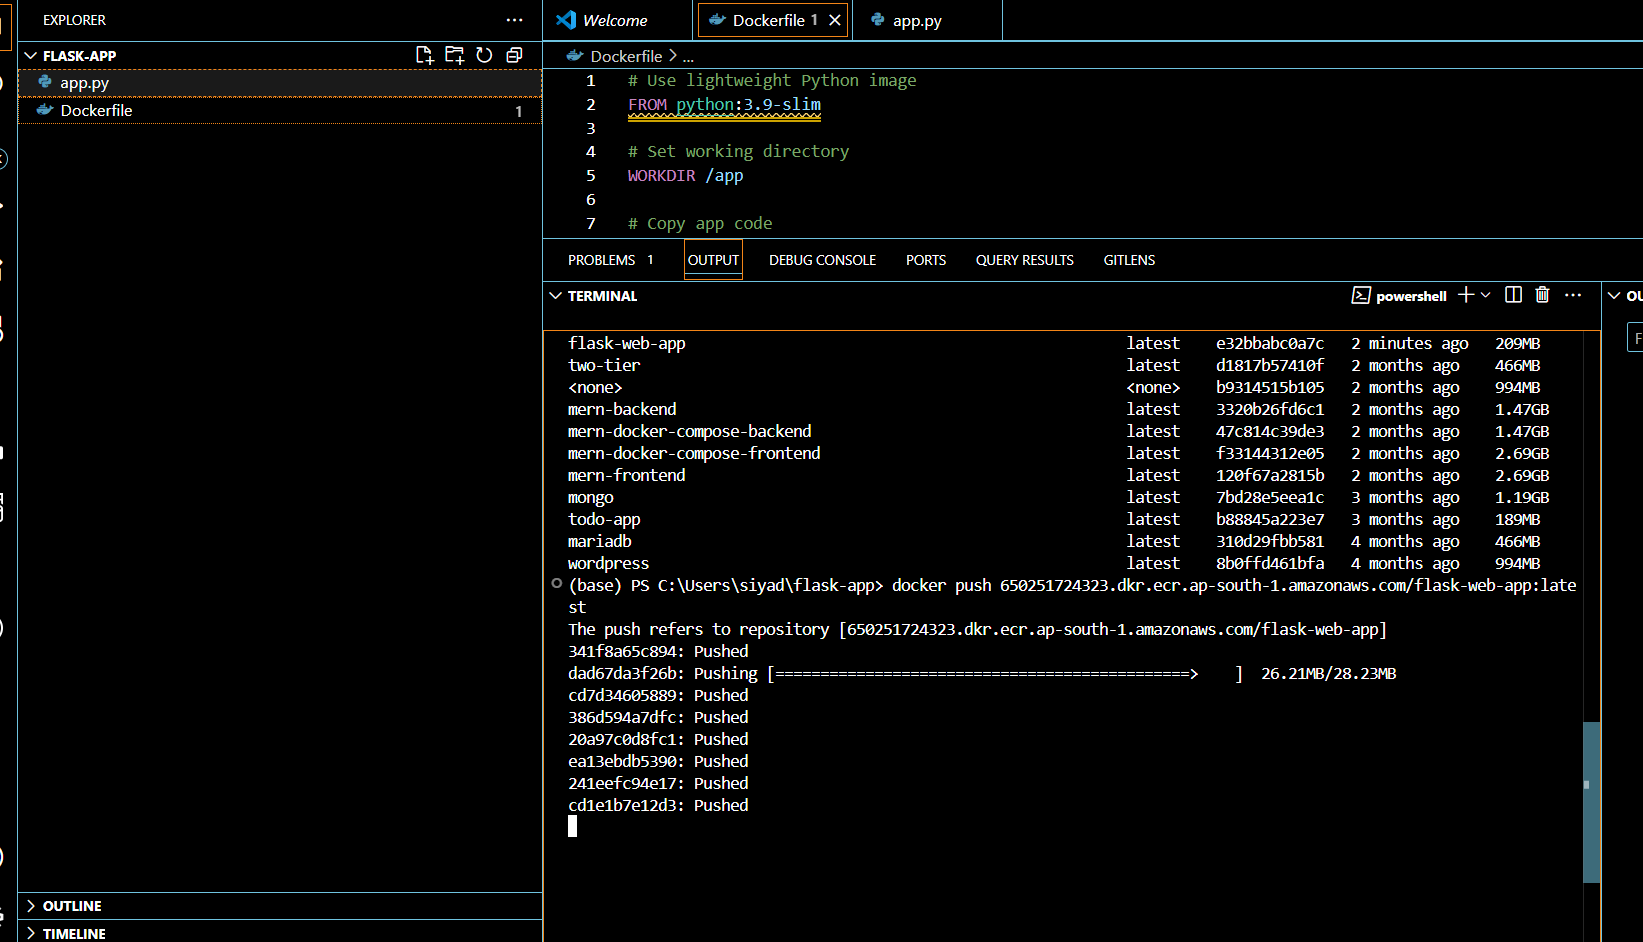 EXPLORER
FLASK-APP
app.py
Dockerfile 1
OUTLINE
TIMELINE
Welcome
Dockerfile 1
app.py
Dockerfile > ...
1 # Use lightweight Python image
2 FROM python:3.9-slim
3
4 # Set working directory
5 WORKDIR /app
6
7 # Copy app code
PROBLEMS 1 OUTPUT DEBUG CONSOLE PORTS QUERY RESULTS GITLENS
TERMINAL
powershell
flask-web-app latest e32bbabc0a7c 2 minutes ago 209MB
two-tier latest d1817b57410f 2 months ago 466MB
<none> <none> b9314515b105 2 months ago 994MB
mern-backend latest 3320b26fd6c1 2 months ago 1.47GB
mern-docker-compose-backend latest 47c814c39de3 2 months ago 1.47GB
mern-docker-compose-frontend latest f33144312e05 2 months ago 2.69GB
mern-frontend latest 120f67a2815b 2 months ago 2.69GB
mongo latest 7bd28e5eea1c 3 months ago 1.19GB
todo-app latest b88845a223e7 3 months ago 189MB
mariadb latest 310d29fbb581 4 months ago 466MB
wordpress latest 8b0ffd461bfa 4 months ago 994MB
(base) PS C:\Users\siyad\flask-app> docker push 650251724323.dkr.ecr.ap-south-1.amazonaws.com/flask-web-app:late
st
The push refers to repository [650251724323.dkr.ecr.ap-south-1.amazonaws.com/flask-web-app]
341f8a65c894: Pushed
dad67da3f26b: Pushing [==============================================>    ]  26.21MB/28.23MB
cd7d34605889: Pushed
386d594a7dfc: Pushed
20a97c0d8fc1: Pushed
ea13ebdb5390: Pushed
241eefc94e17: Pushed
cd1e1b7e12d3: Pushed